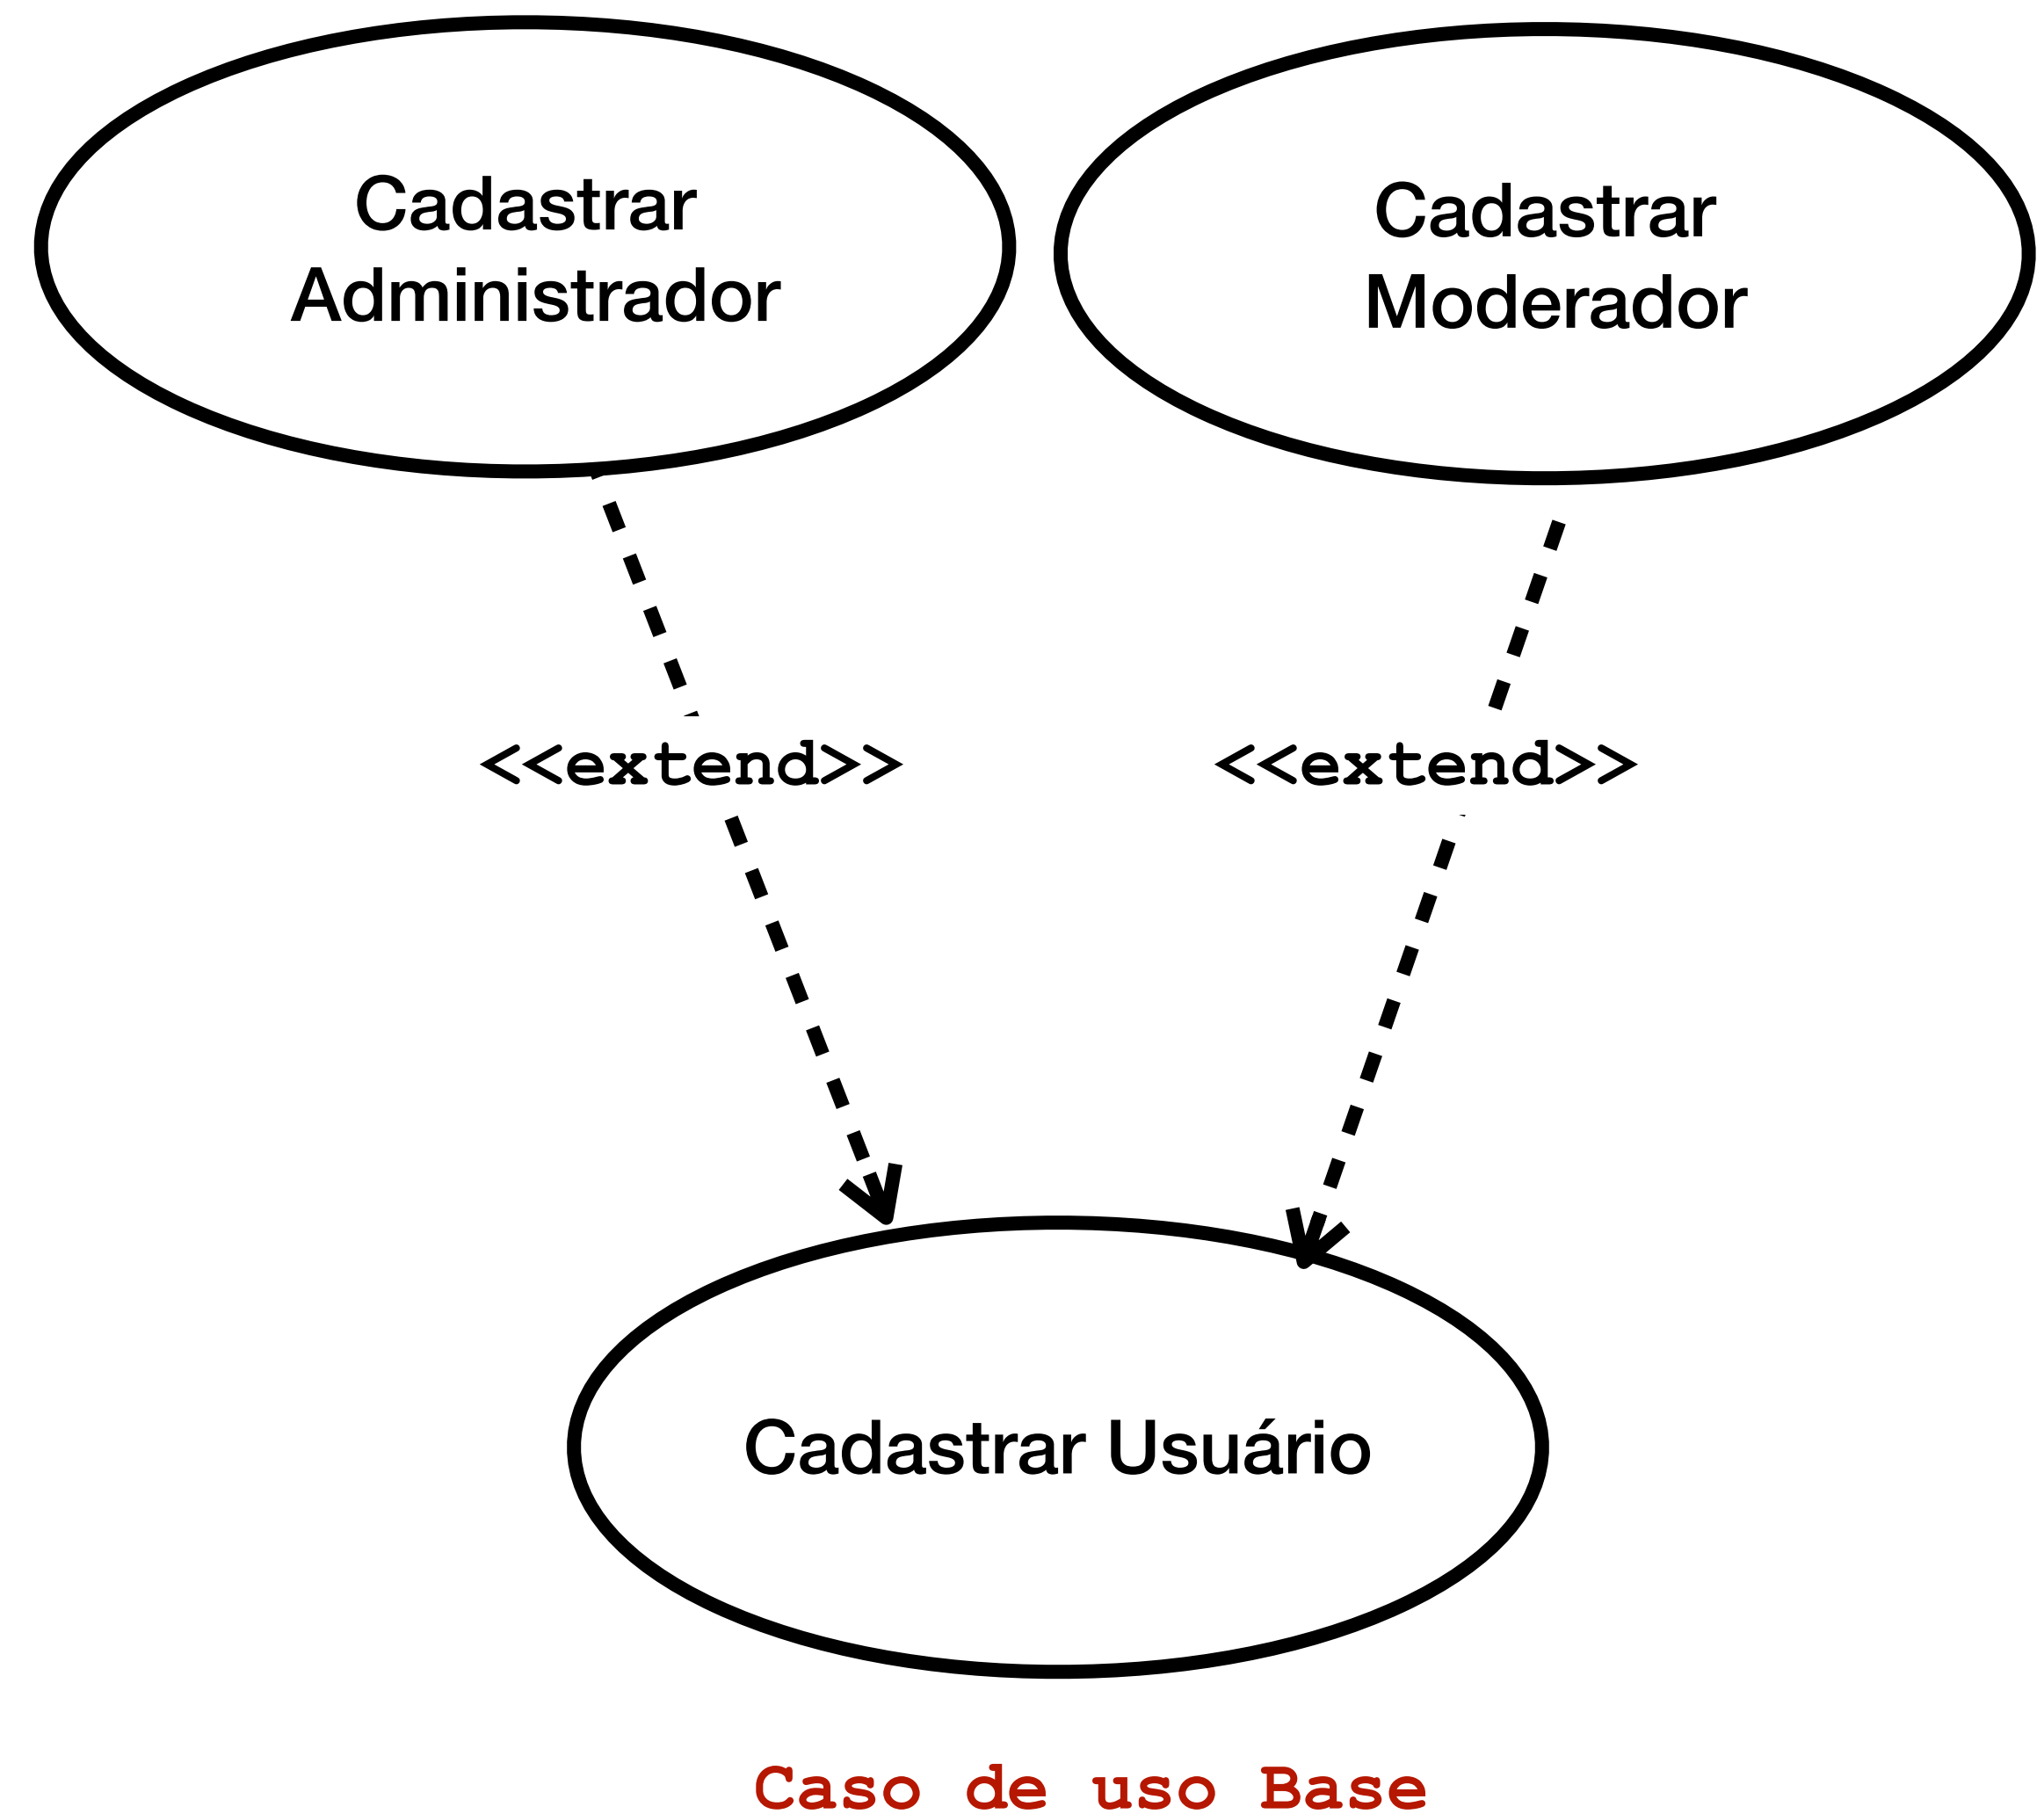 Cadastrar
Administrador
Cadastrar
Moderador
<<extend>>
<<extend>>
Cadastrar Usuário
Caso de uso Base